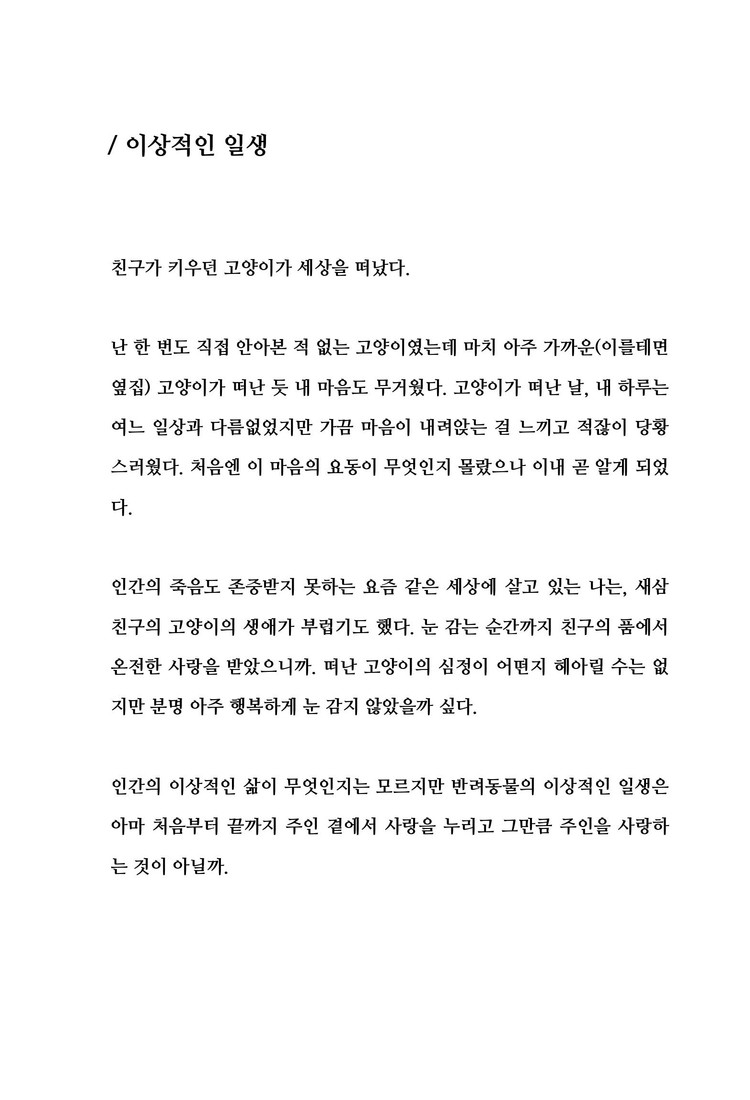 / 이상적인 일생
친구가 키우던 고양이가 세상을 떠났다.
난 한 번도 직접 안아본 적 없는 고양이였는데 마치 아주 가까운(이를테면
옆집) 고양이가 떠난 듯 내 마음도 무거웠다. 고양이가 떠난 날, 내 하루는
여느 일상과 다름없었지만 가끔 마음이 내려앉는 걸 느끼고 적잖이 당황
스러웠다. 처음엔 이 마음의 요동이 무엇인지 몰랐으나 이내 곧 알게 되었
다.
인간의 죽음도 존중받지 못하는 요즘 같은 세상에 살고 있는 나는, 새삼
친구의 고양이의 생애가 부럽기도 했다. 눈 감는 순간까지 친구의 품에서
온전한 사랑을 받았으니까. 떠난 고양이의 심정이 어떤지 헤아릴 수는 없
지만 분명 아주 행복하게 눈 감지 않았을까 싶다.
인간의 이상적인 삶이 무엇인지는 모르지만 반려동물의 이상적인 일생은
아마 처음부터 끝까지 주인 곁에서 사랑을 누리고 그만큼 주인을 사랑하
는 것이 아닐까.